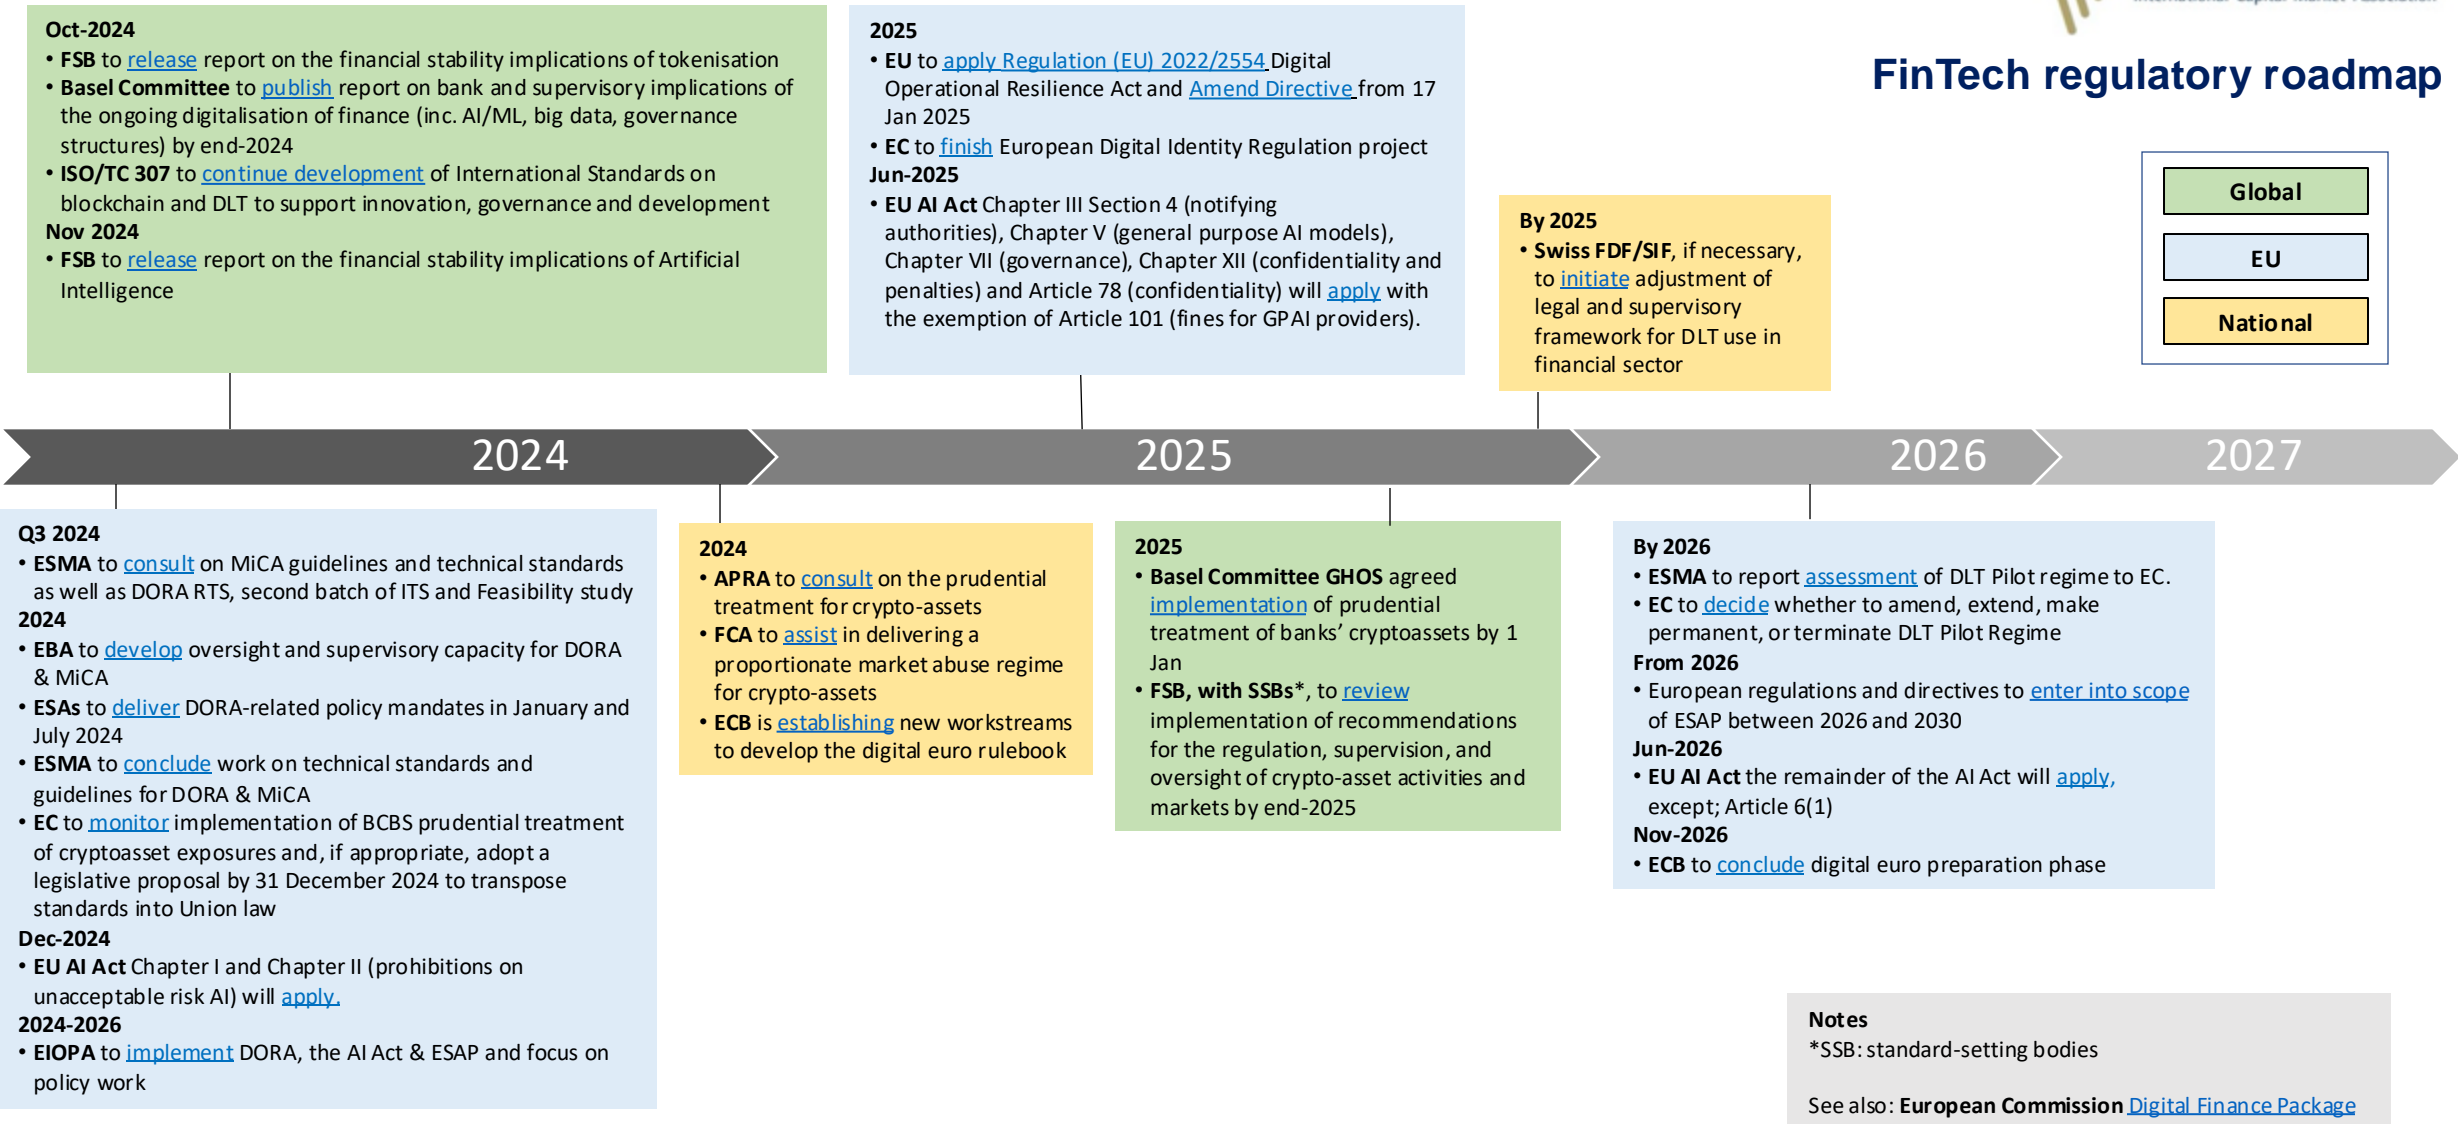 International Capital Market Association
FinTech regulatory roadmap
Oct-2024
• FSB to release report on the financial stability implications of tokenisation
• Basel Committee to publish report on bank and supervisory implications of
the ongoing digitalisation of finance (inc. AI/ML, big data, governance
structures) by end-2024
• ISO/TC 307 to continue development of International Standards on
blockchain and DLT to support innovation, governance and development
Nov 2024
• FSB to release report on the financial stability implications of Artificial
Intelligence
2025
• EU to apply Regulation (EU) 2022/2554 Digital
Operational Resilience Act and Amend Directive from 17
Jan 2025
• EC to finish European Digital Identity Regulation project
Jun-2025
• EU AI Act Chapter III Section 4 (notifying
authorities), Chapter V (general purpose AI models),
Chapter VII (governance), Chapter XII (confidentiality and
penalties) and Article 78 (confidentiality) will apply with
the exemption of Article 101 (fines for GPAI providers).
By 2025
• Swiss FDF/SIF, if necessary,
to initiate adjustment of
legal and supervisory
framework for DLT use in
financial sector
Global
EU
National
2024
2025
2026
2027
Q3 2024
• ESMA to consult on MiCA guidelines and technical standards
as well as DORA RTS, second batch of ITS and Feasibility study
2024
• EBA to develop oversight and supervisory capacity for DORA
& MiCA
• ESAs to deliver DORA-related policy mandates in January and
July 2024
• ESMA to conclude work on technical standards and
guidelines for DORA & MiCA
• EC to monitor implementation of BCBS prudential treatment
of cryptoasset exposures and, if appropriate, adopt a
legislative proposal by 31 December 2024 to transpose
standards into Union law
Dec-2024
• EU AI Act Chapter I and Chapter II (prohibitions on
unacceptable risk AI) will apply.
2024-2026
• EIOPA to implement DORA, the AI Act & ESAP and focus on
policy work
2024
• APRA to consult on the prudential
treatment for crypto-assets
• FCA to assist in delivering a
proportionate market abuse regime
for crypto-assets
• ECB is establishing new workstreams
to develop the digital euro rulebook
2025
• Basel Committee GHOS agreed
implementation of prudential
treatment of banks’ cryptoassets by 1
Jan
• FSB, with SSBs*, to review
implementation of recommendations
for the regulation, supervision, and
oversight of crypto-asset activities and
markets by end-2025
By 2026
• ESMA to report assessment of DLT Pilot regime to EC.
• EC to decide whether to amend, extend, make
permanent, or terminate DLT Pilot Regime
From 2026
• European regulations and directives to enter into scope
of ESAP between 2026 and 2030
Jun-2026
• EU AI Act the remainder of the AI Act will apply,
except; Article 6(1)
Nov-2026
• ECB to conclude digital euro preparation phase
Notes
*SSB: standard-setting bodies
See also: European Commission Digital Finance Package